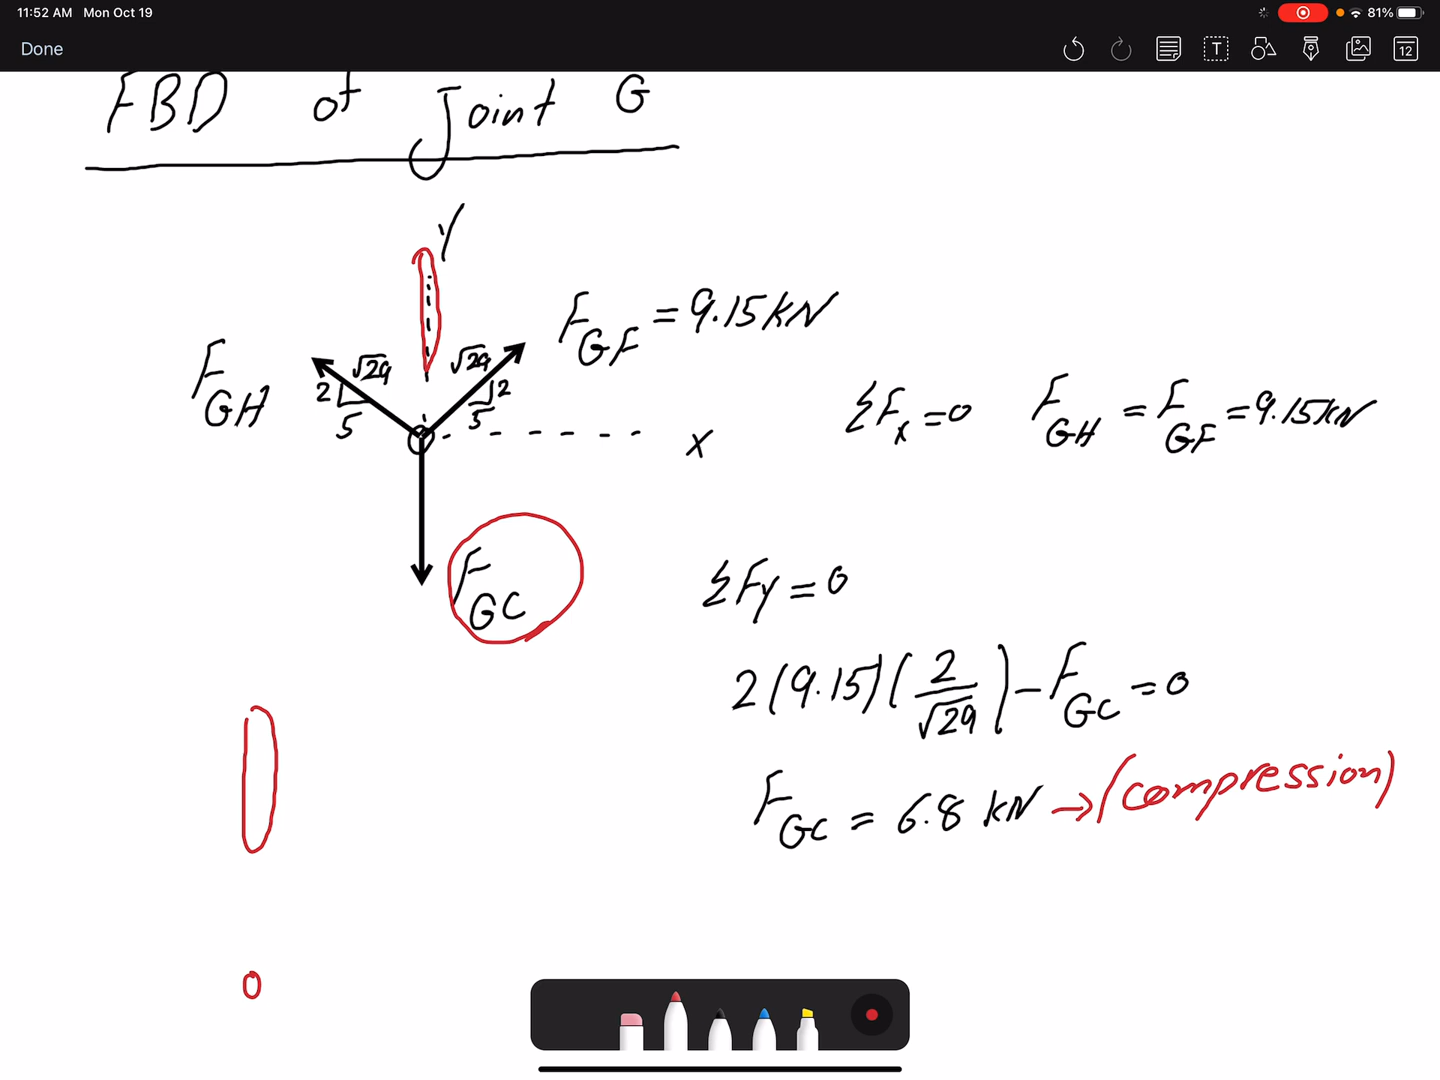 11:52 AM Mon Oct 19
81%
Done
T
12
FBD of Joint G
Y
F_GF = 9.15 kN
F_GH
√29
√29
2
5
2
5
X
ΣFx = 0 F_GH = F_GF = 9.15 kN
F_GC
ΣFy = 0
2(9.15)(2/√29) - F_GC = 0
F_GC = 6.8 kN → (compression)
0